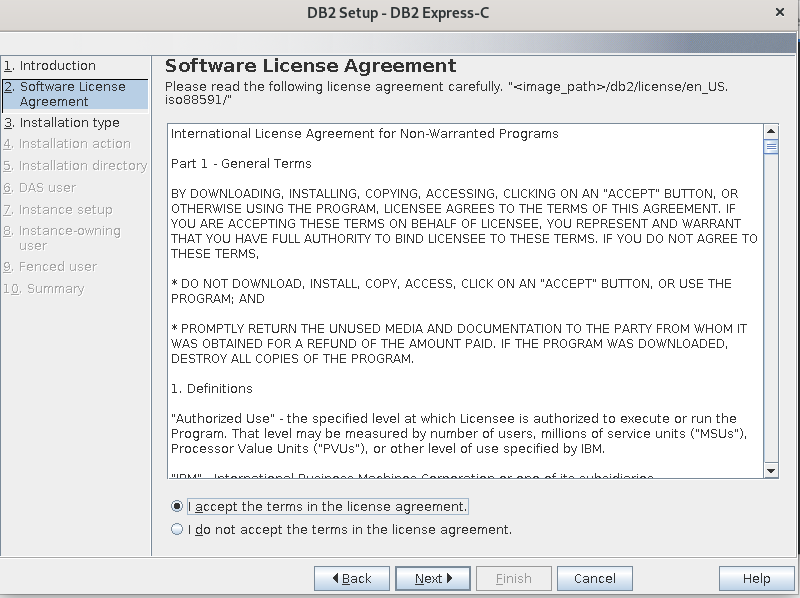 DB2 Setup - DB2 Express-C
1. Introduction
2. Software License
Agreement
3. Installation type
4. Installation action
5. Installation directory
6. DAS user
7. Instance setup
8. Instance-owning
user
9. Fenced user
10. Summary
Software License Agreement
Please read the following license agreement carefully. "<image_path>/db2/license/en_US.
iso88591/"
International License Agreement for Non-Warranted Programs
Part 1 - General Terms
BY DOWNLOADING, INSTALLING, COPYING, ACCESSING, CLICKING ON AN "ACCEPT" BUTTON, OR
OTHERWISE USING THE PROGRAM, LICENSEE AGREES TO THE TERMS OF THIS AGREEMENT. IF
YOU ARE ACCEPTING THESE TERMS ON BEHALF OF LICENSEE, YOU REPRESENT AND WARRANT
THAT YOU HAVE FULL AUTHORITY TO BIND LICENSEE TO THESE TERMS. IF YOU DO NOT AGREE TO
THESE TERMS,
* DO NOT DOWNLOAD, INSTALL, COPY, ACCESS, CLICK ON AN "ACCEPT" BUTTON, OR USE THE
PROGRAM; AND
* PROMPTLY RETURN THE UNUSED MEDIA AND DOCUMENTATION TO THE PARTY FROM WHOM IT
WAS OBTAINED FOR A REFUND OF THE AMOUNT PAID. IF THE PROGRAM WAS DOWNLOADED,
DESTROY ALL COPIES OF THE PROGRAM.
1. Definitions
"Authorized Use" - the specified level at which Licensee is authorized to execute or run the
Program. That level may be measured by number of users, millions of service units ("MSUs"),
Processor Value Units ("PVUs"), or other level of use specified by IBM.
"IBM" - International Business Machines Corporation or one of its subsidiaries.
I accept the terms in the license agreement.
I do not accept the terms in the license agreement.
Back
Next
Finish
Cancel
Help